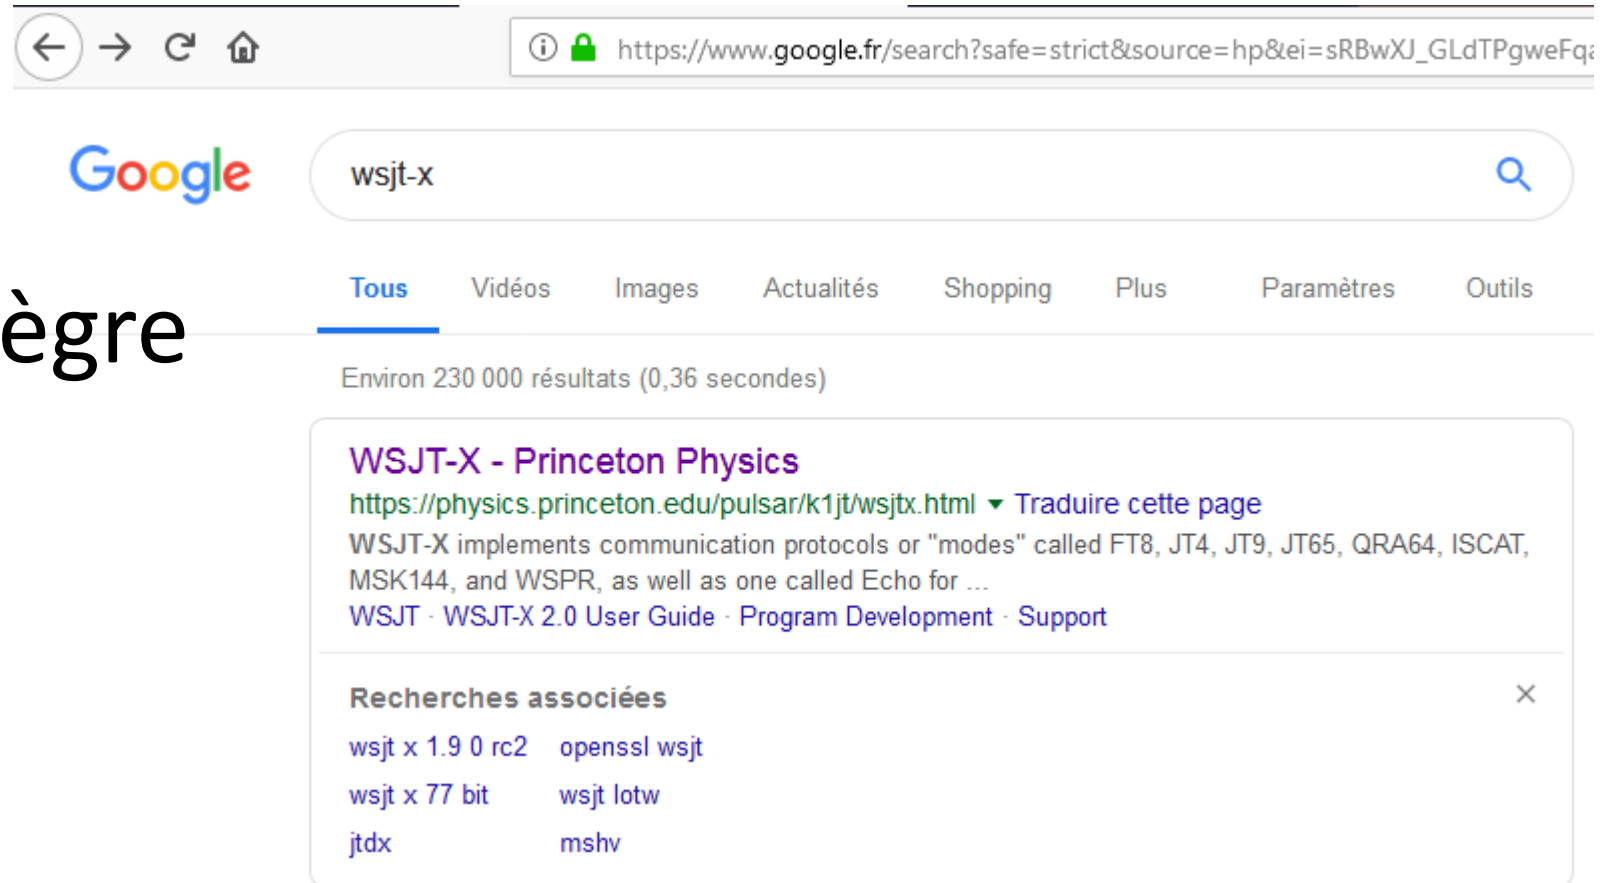 https://www.google.fr/search?safe=strict&source=hp&ei=sRBwXJ_GLdTPgweFqa
Google
wsjt-x
Tous Vidéos Images Actualités Shopping Plus Paramètres Outils
ègre
Environ 230 000 résultats (0,36 secondes)
WSJT-X - Princeton Physics
https://physics.princeton.edu/pulsar/k1jt/wsjtx.html ▾ Traduire cette page
WSJT-X implements communication protocols or "modes" called FT8, JT4, JT9, JT65, QRA64, ISCAT,
MSK144, and WSPR, as well as one called Echo for ...
WSJT · WSJT-X 2.0 User Guide · Program Development · Support
Recherches associées
wsjt x 1.9 0 rc2 openssl wsjt
wsjt x 77 bit wsjt lotw
jtdx mshv